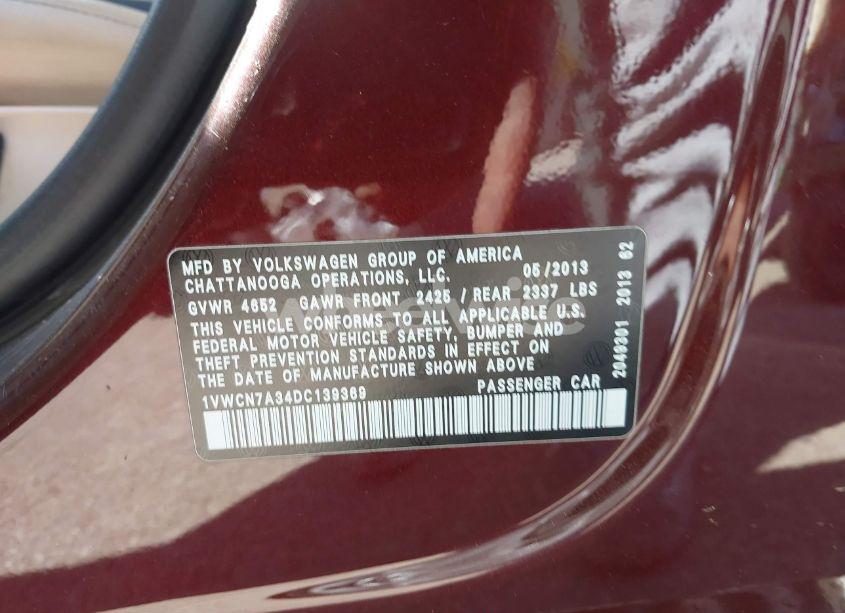 MFD BY VOLKSWAGEN GROUP OF AMERICA
CHATTANOOGA OPERATIONS, LLC. 05/2013
GVWR 4652 GAWR FRONT 2425 / REAR 2337 LBS
THIS VEHICLE CONFORMS TO ALL APPLICABLE U.S.
FEDERAL MOTOR VEHICLE SAFETY, BUMPER AND
THEFT PREVENTION STANDARDS IN EFFECT ON
THE DATE OF MANUFACTURE SHOWN ABOVE
1VWCN7A34DC139369 PASSENGER CAR
2049301 2013 62